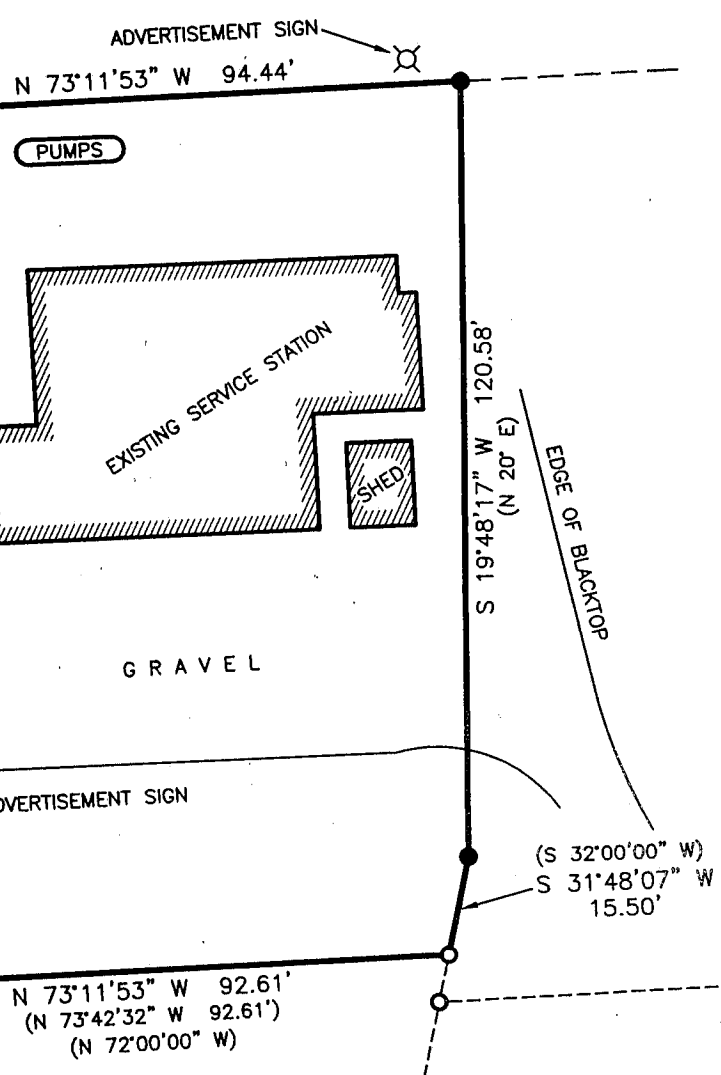 ADVERTISEMENT SIGN
N 73°11'53" W 94.44'
PUMPS
EXISTING SERVICE STATION
SHED
S 19°48'17" W 120.58'
(N 20° E)
EDGE OF BLACKTOP
GRAVEL
DVERTISEMENT SIGN
(S 32°00'00" W)
S 31°48'07" W
15.50'
N 73°11'53" W 92.61'
(N 73°42'32" W 92.61')
(N 72°00'00" W)